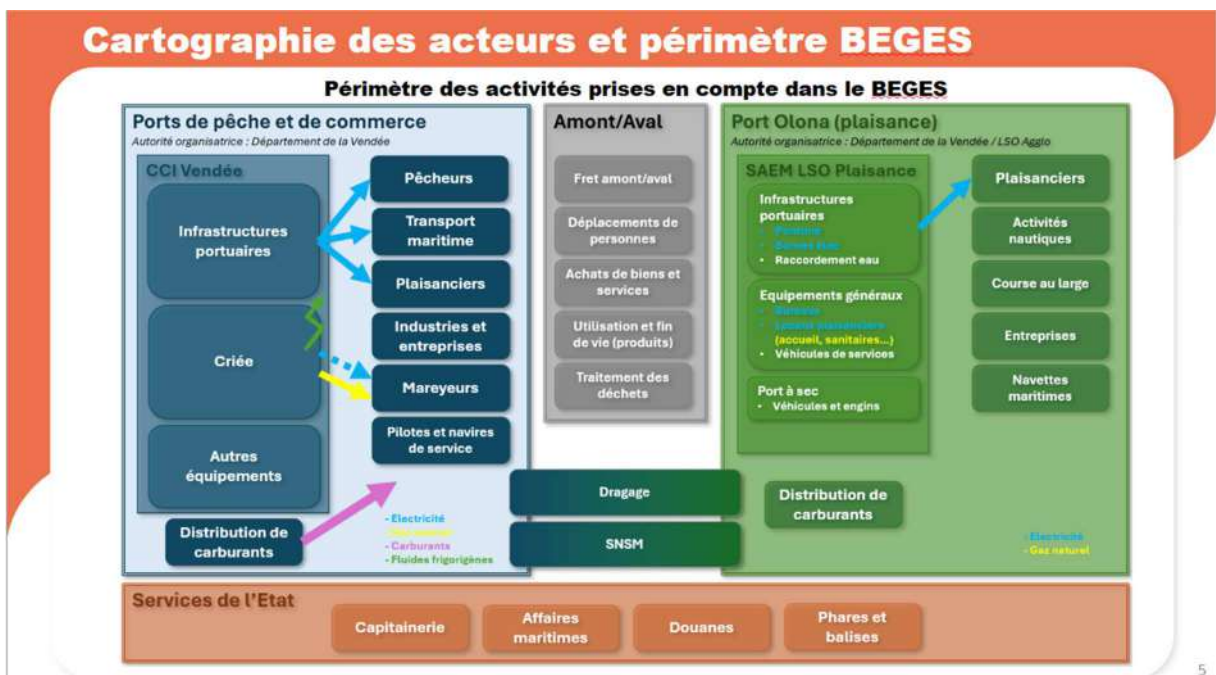 Cartographie des acteurs et périmètre BEGES
Périmètre des activités prises en compte dans le BEGES
Ports de pêche et de commerce
Autorité organisatrice : Département de la Vendée
CCI Vendée
Infrastructures
portuaires
Criée
Autres
équipements
Distribution de
carburants
Pêcheurs
Transport
maritime
Plaisanciers
Industries et
entreprises
Mareyeurs
Pilotes et navires
de service
- Electricité
- Carburants
- Fluides frigorigènes
Amont/Aval
Fret amont/aval
Déplacements de
personnes
Achats de biens et
services
Utilisation et fin
de vie (produits)
Traitement des
déchets
Dragage
SNSM
Port Olona (plaisance)
Autorité organisatrice : Département de la Vendée / LSO Agglo
SAEM LSO Plaisance
Infrastructures
portuaires
• Raccordement eau
Equipements généraux
(accueil, sanitaires...)
• Véhicules de services
Port à sec
• Véhicules et engins
Plaisanciers
Activités
nautiques
Course au large
Entreprises
Navettes
maritimes
Distribution de
carburants
- Electricité
- Gaz naturel
Services de l'Etat
Capitainerie
Affaires
maritimes
Douanes
Phares et
balises
5